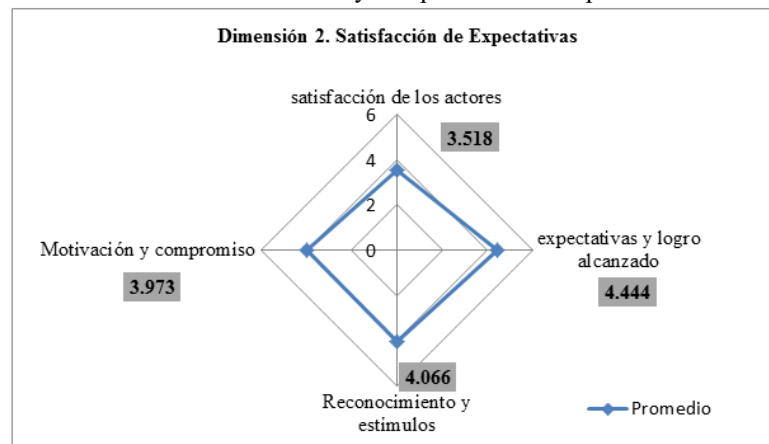 Dimensión 2. Satisfacción de Expectativas
satisfacción de los actores
6
3.518
4
2
0
Motivación y compromiso
3.973
expectativas y logro
alcanzado
4.444
4.066
Reconocimiento y
estímulos
Promedio